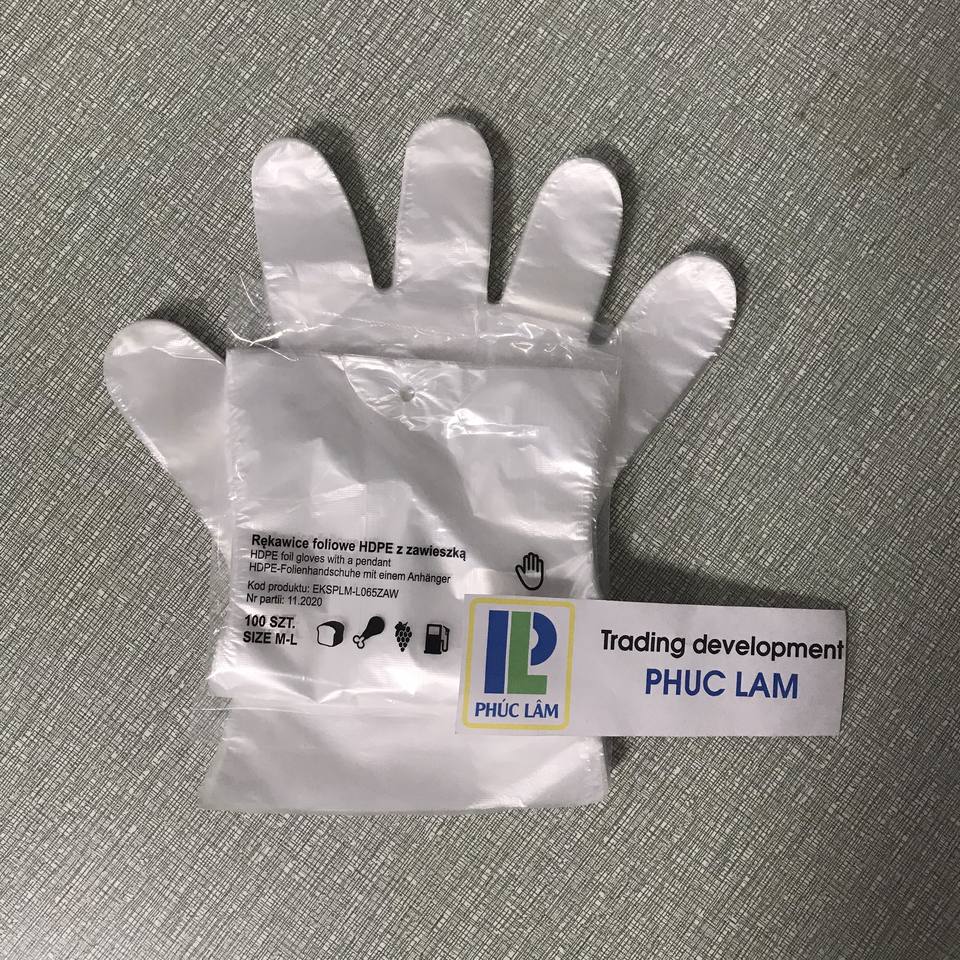 Rękawice foliowe HDPE z zawieszką
HDPE foil gloves with a pendant
HDPE-Folienhandschuhe mit einem Anhänger
Kod produktu: EKSPLM-L065ZAW
Nr partii: 11.2020
100 SZT.
SIZE M-L
PL
PHÚC LÂM
Trading development
PHUC LAM